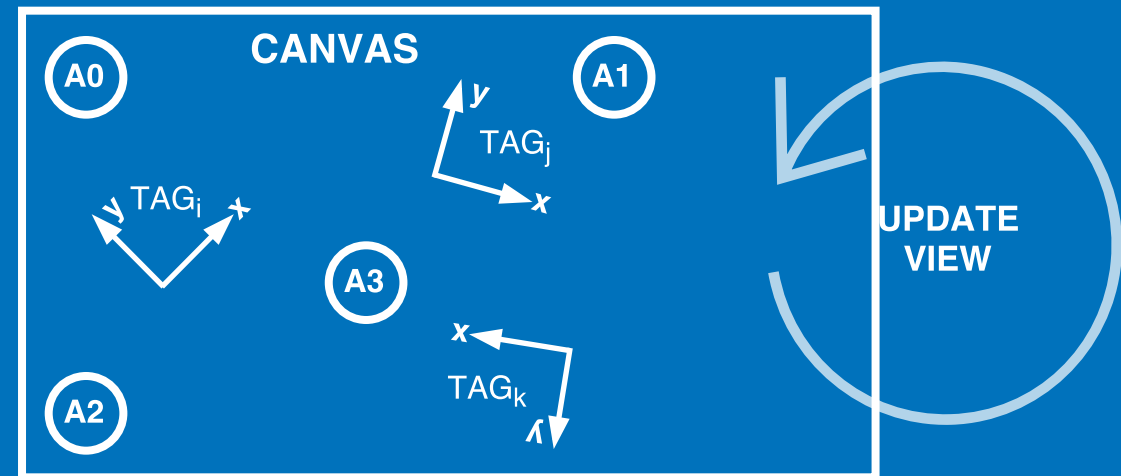 CANVAS
A0
A1
y
TAGj
x
y TAGi x
A3
UPDATE
VIEW
x
TAGk
y
A2